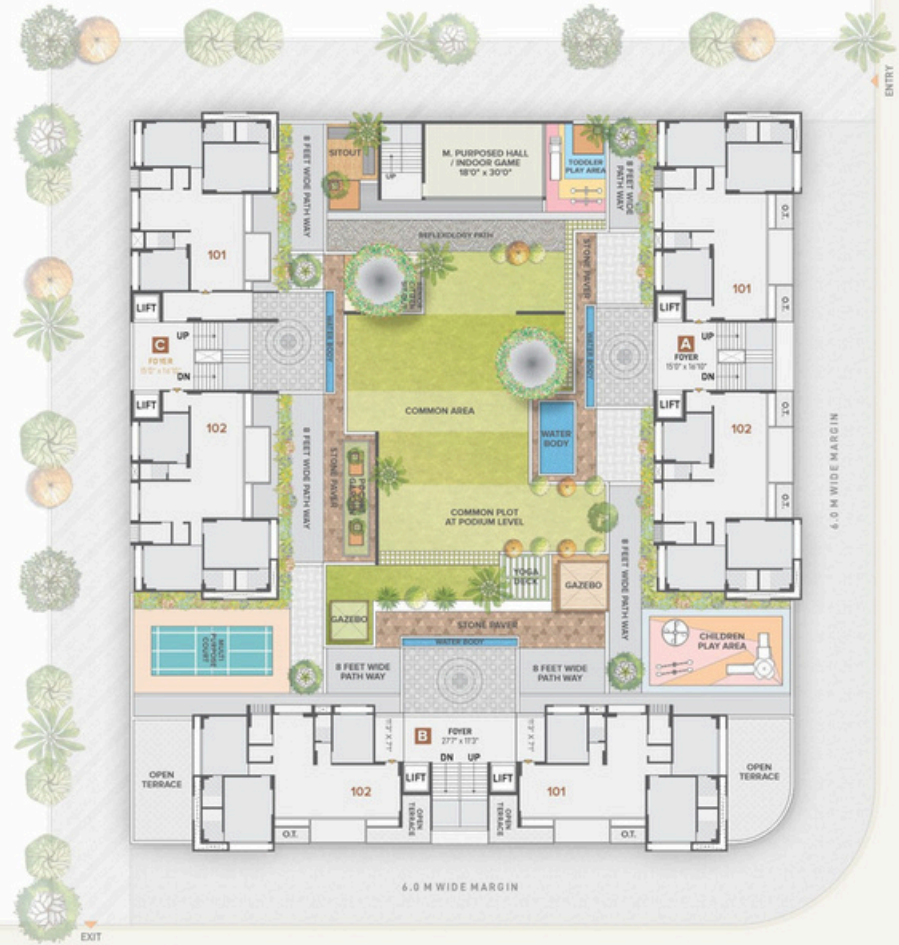 ENTRY
8 FEET WIDE PATH WAY
SITOUT
UP
M. PURPOSED HALL
/ INDOOR GAME
18'0" x 30'0"
TODDLER
PLAY AREA
8 FEET WIDE
PATH WAY
O.T.
REFLEXOLOGY PATH
STONE PAVER
101
101
O.T.
LIFT
LIFT
C
FOYER
UP
DN
WATER BODY
WATER BODY
A
FOYER
15'0" x 16'10"
UP
DN
LIFT
LIFT
O.T.
102
COMMON AREA
WATER
BODY
102
8 FEET WIDE PATH WAY
STONE PAVER
O.T.
6.0 M WIDE MARGIN
COMMON PLOT
AT PODIUM LEVEL
YOGA
DECK
GAZEBO
8 FEET WIDE PATH WAY
GAZEBO
STONE PAVER
WATER BODY
MULTI
PURPOSE
COURT
CHILDREN
PLAY AREA
8 FEET WIDE
PATH WAY
8 FEET WIDE
PATH WAY
B
FOYER
27'7" x 11'3"
DN UP
OPEN
TERRACE
LIFT
LIFT
OPEN
TERRACE
102
101
O.T.
OPEN
TERRACE
OPEN
TERRACE
O.T.
6.0 M WIDE MARGIN
EXIT